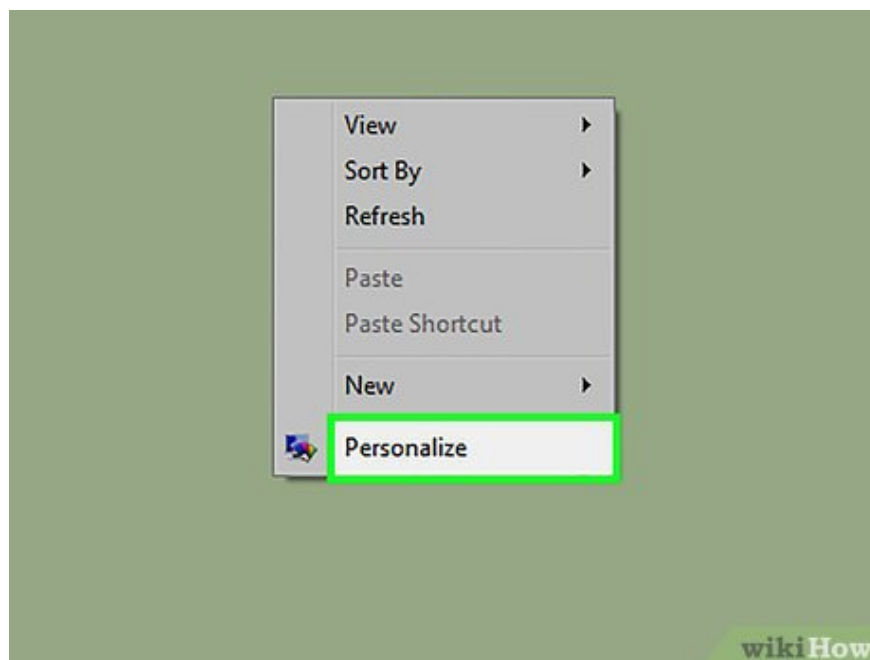 View
Sort By
Refresh
Paste
Paste Shortcut
New
Personalize
wikiHow